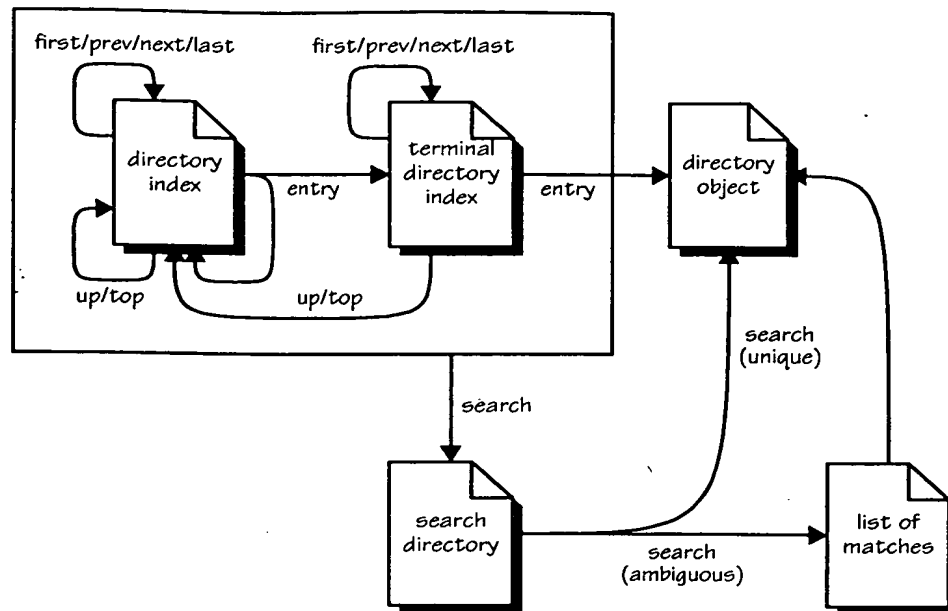 first/prev/next/last
first/prev/next/last
directory
index
entry
terminal
directory
index
entry
directory
object
up/top
up/top
search
(unique)
search
search
directory
search
(ambiguous)
list of
matches